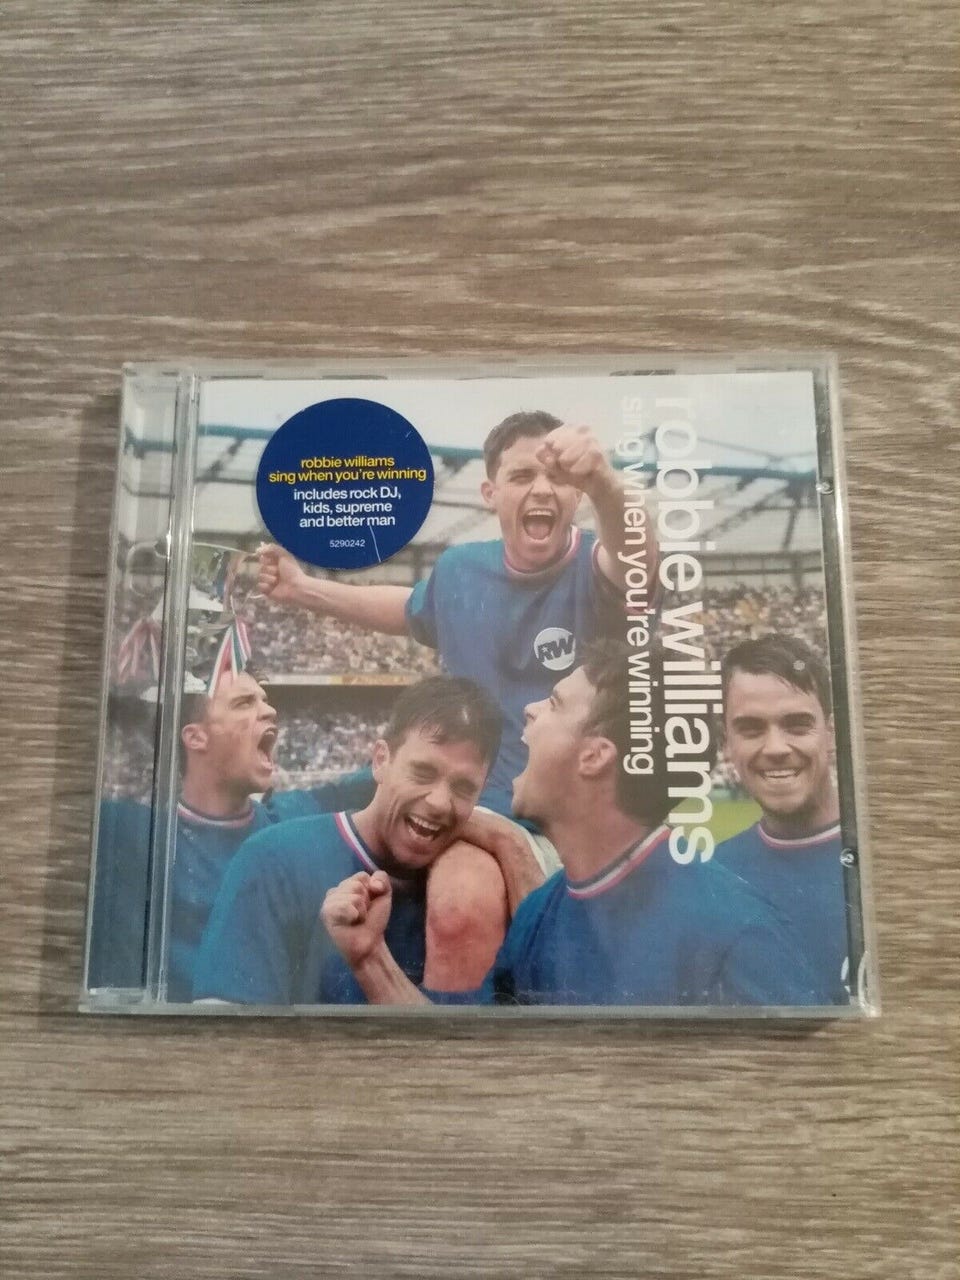 robbie williams
sing when you're winning
includes rock DJ,
kids, supreme
and better man
5290242
robbie williams
sing when you're winning
RW